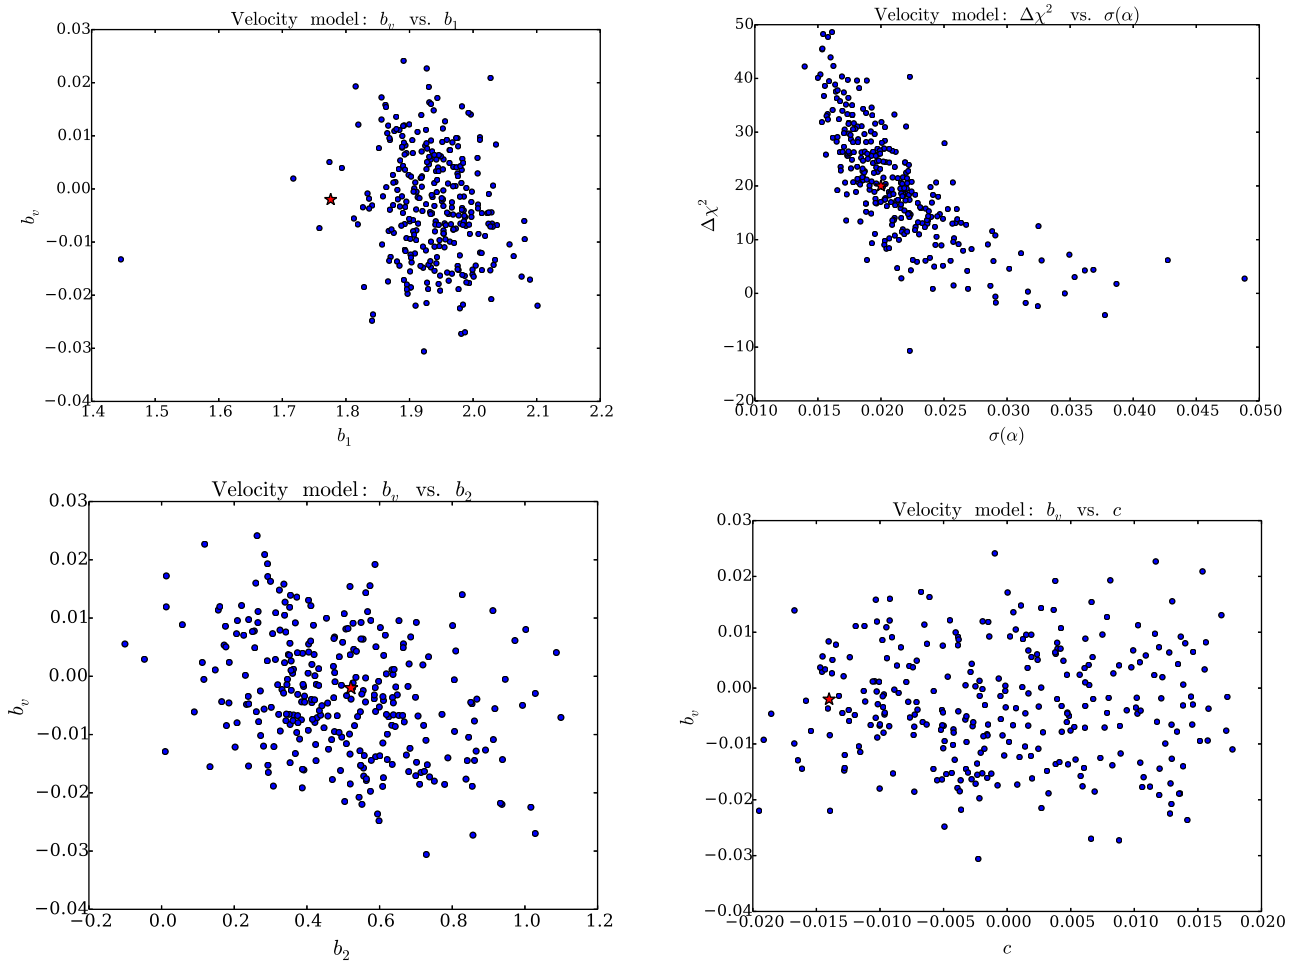 Velocity model: b_v vs. b_1
0.03
0.02
0.01
0.00
−0.01
−0.02
−0.03
−0.04
b_v
1.4 1.5 1.6 1.7 1.8 1.9 2.0 2.1 2.2
b_1
Velocity model: Δχ² vs. σ(α)
50
40
30
20
10
0
−10
−20
Δχ²
0.010 0.015 0.020 0.025 0.030 0.035 0.040 0.045 0.050
σ(α)
Velocity model: b_v vs. b_2
0.03
0.02
0.01
0.00
−0.01
−0.02
−0.03
−0.04
b_v
−0.2 0.0 0.2 0.4 0.6 0.8 1.0 1.2
b_2
Velocity model: b_v vs. c
0.03
0.02
0.01
0.00
−0.01
−0.02
−0.03
−0.04
b_v
−0.020 −0.015 −0.010 −0.005 0.000 0.005 0.010 0.015 0.020
c